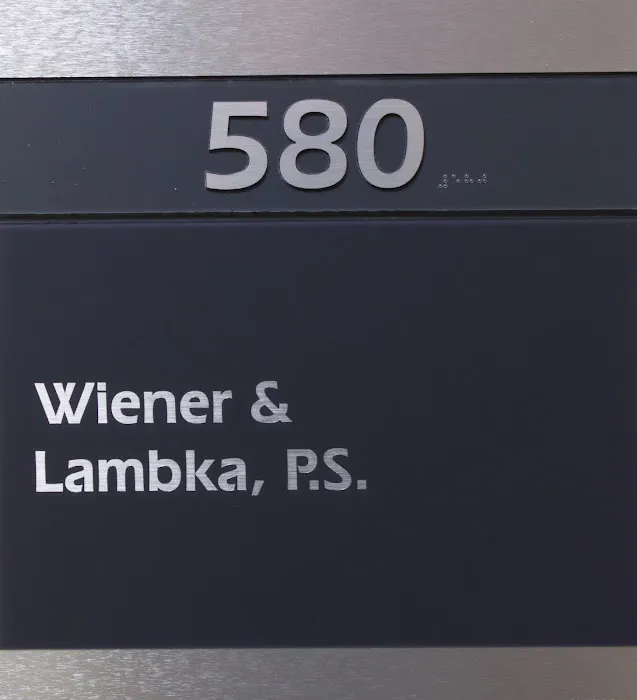 580
Wiener &
Lambka, P.S.